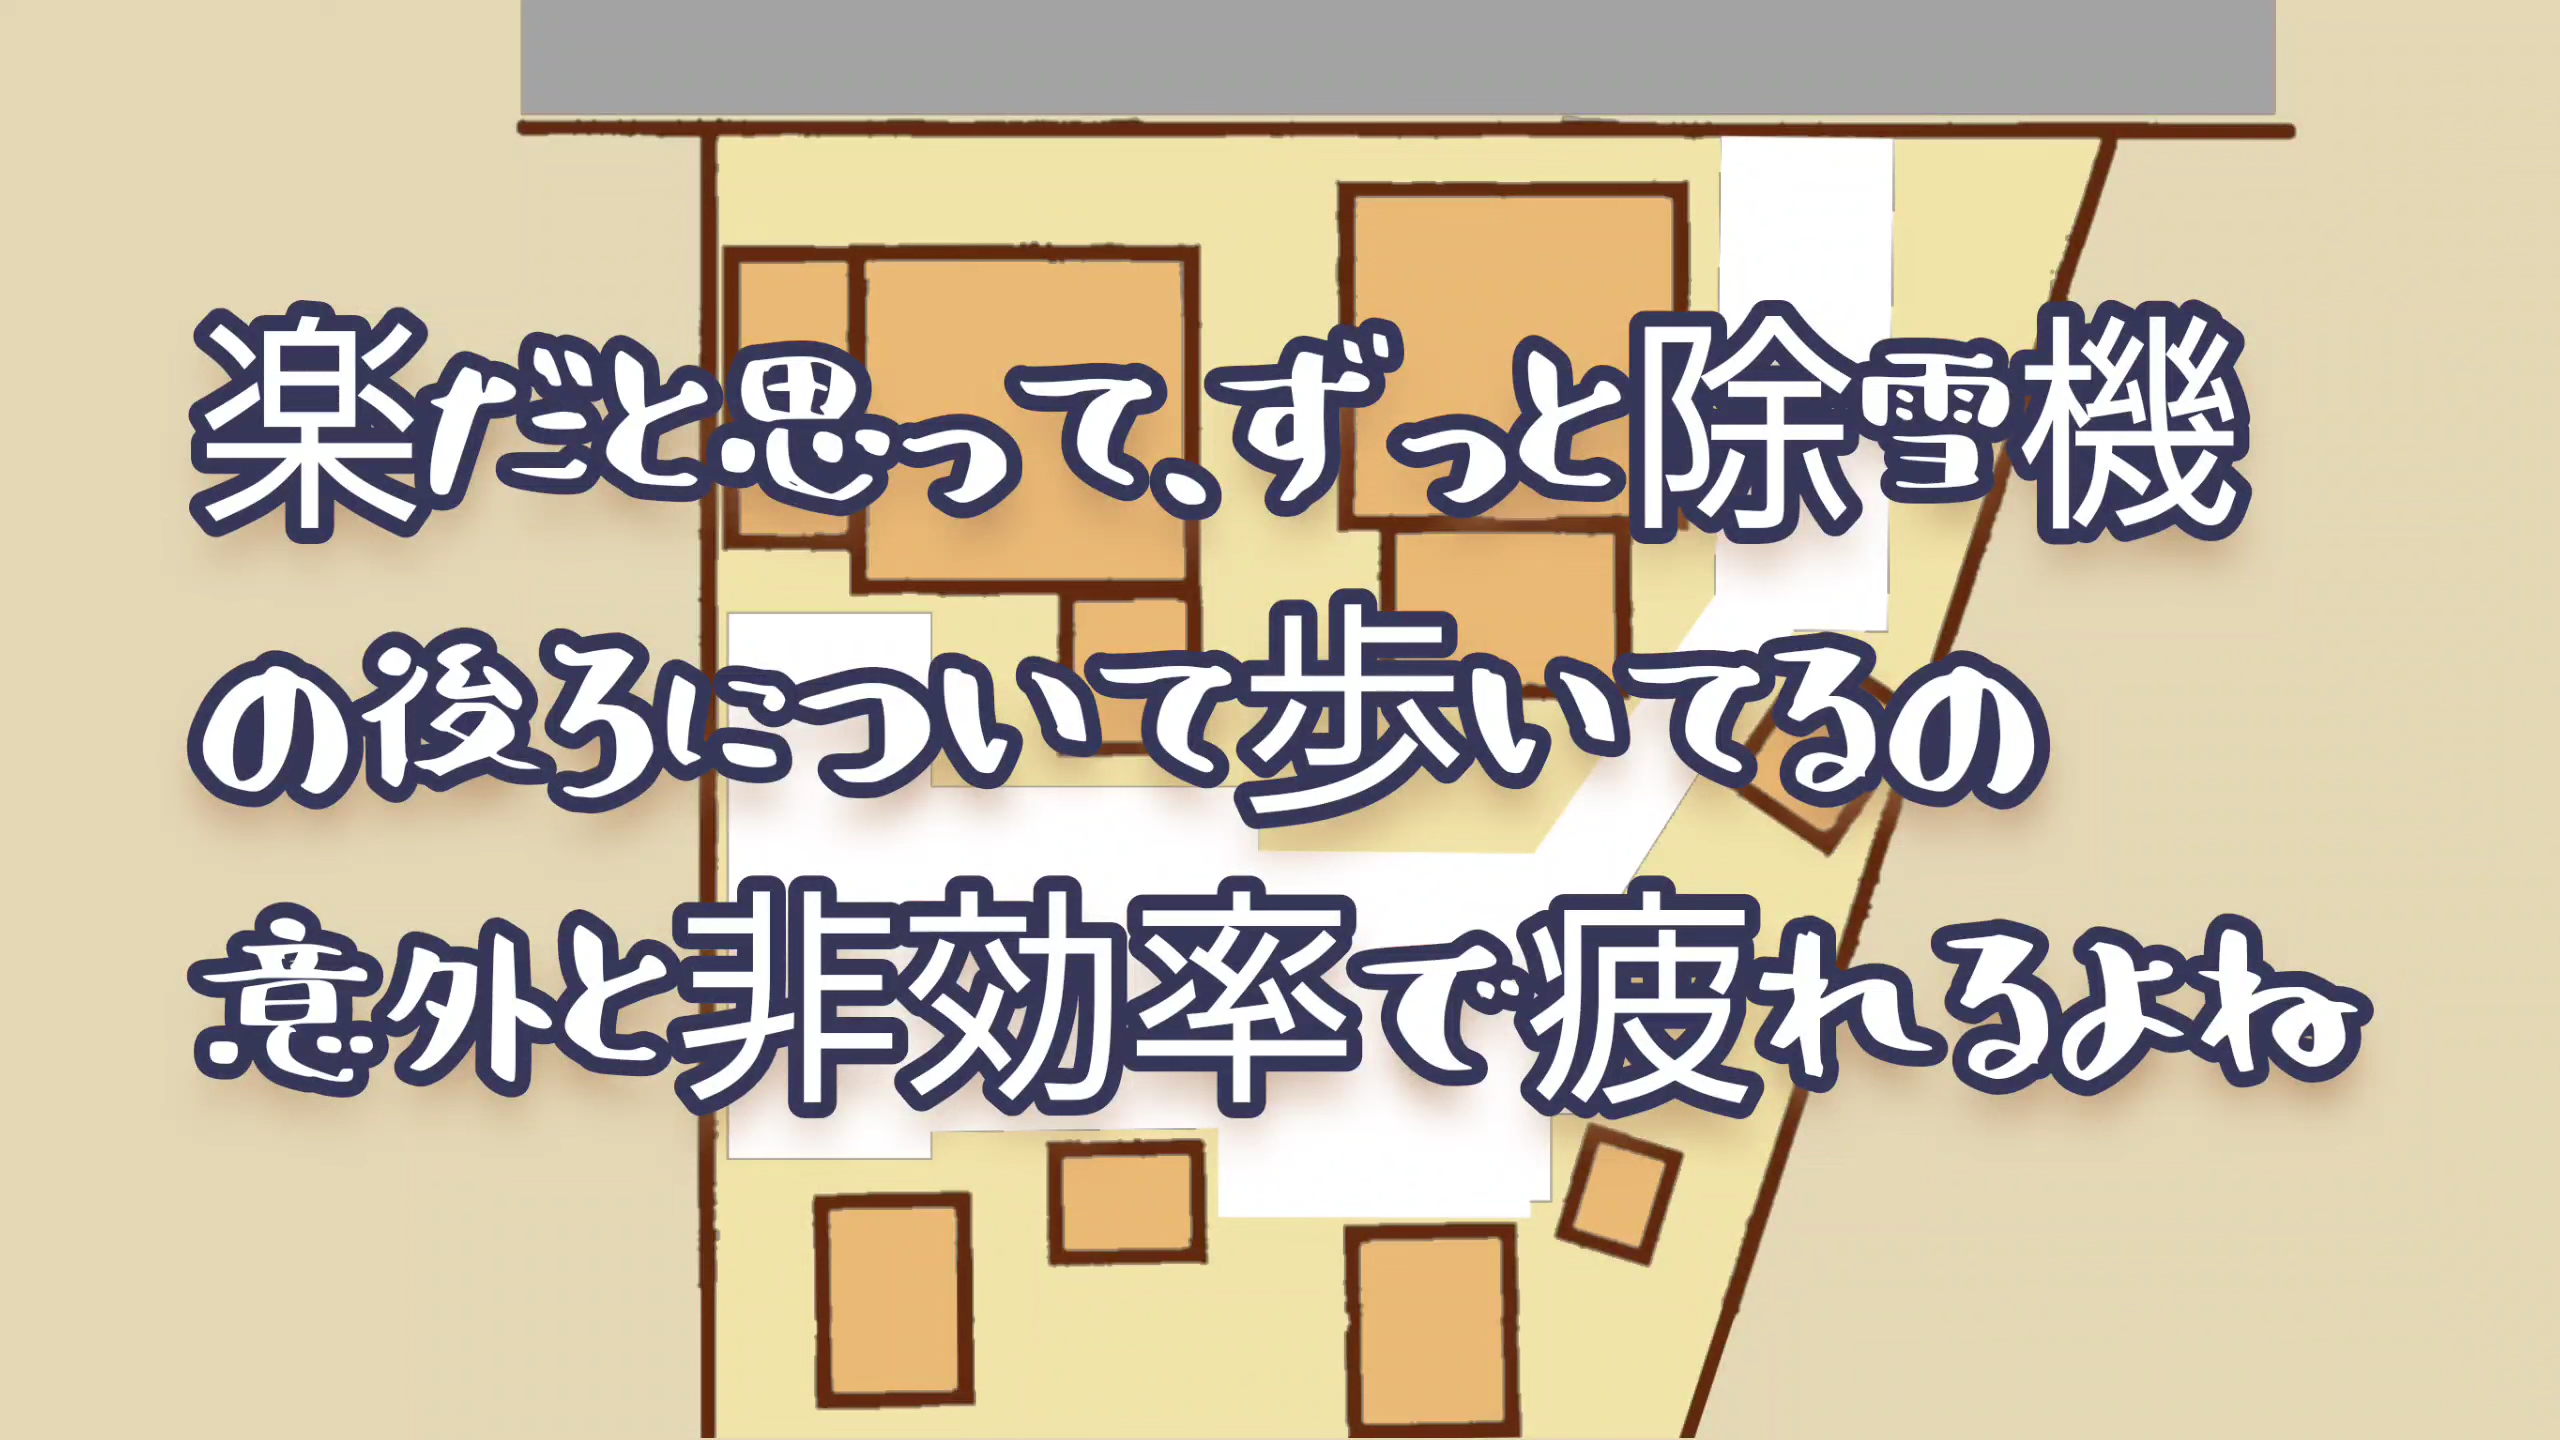 楽だと思って、ずっと除雪機
の後ろについて歩いてるの
意外と非効率で疲れるよね